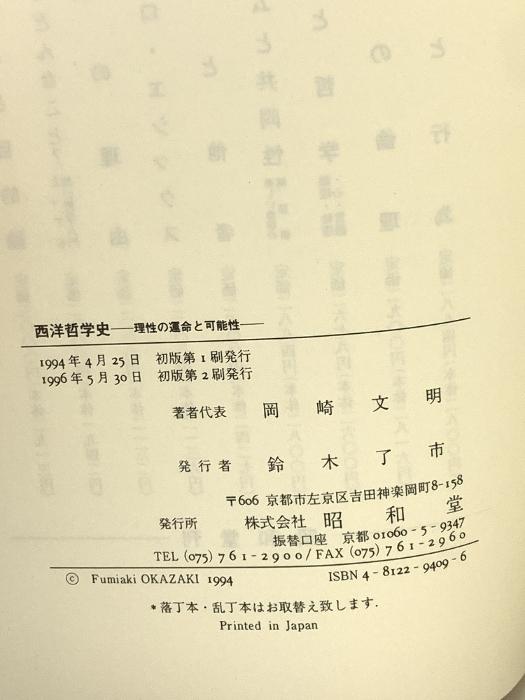 西洋哲学史——理性の運命と可能性——
1994年4月25日 初版第1刷発行
1996年5月30日 初版第2刷発行
著者代表 岡崎文明
発行者 鈴木了市
〒606 京都市左京区吉田神楽岡町8-158
発行所 株式会社 昭和堂
振替口座 京都 01060-5-9347
TEL (075) 761-2900/FAX (075) 761-2960
© Fumiaki OKAZAKI 1994 ISBN 4-8122-9409-6
*落丁本・乱丁本はお取替え致します.
Printed in Japan